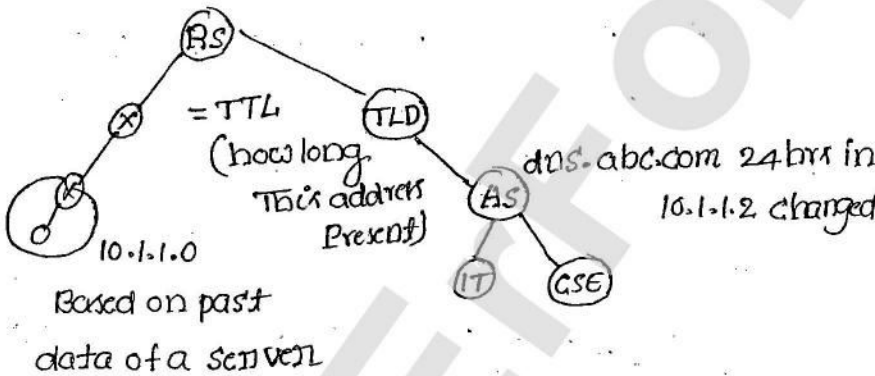 RS
X
= TTL
TLD
(how long
This address
Present)
dns.abc.com 24hrs in
10.1.1.2 changed
AS
X
10.1.1.0
IT
CSE
Based on past
data of a server